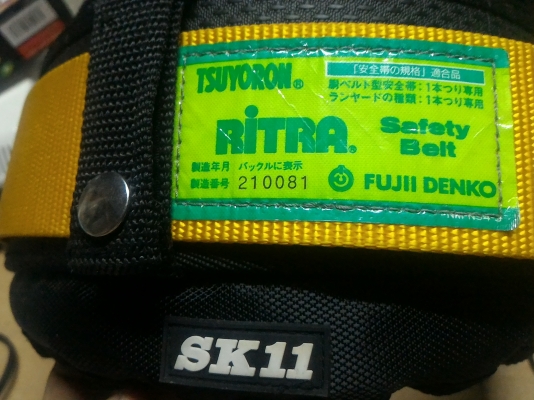 TSUYORON®
「安全帯の規格」適合品
胴ベルト型安全帯:1本つり専用
ランヤードの種類:1本つり専用
RiTRA®
Safety
Belt
製造年月 バックルに表示
製造番号 210081
FUJII DENKO
SK11